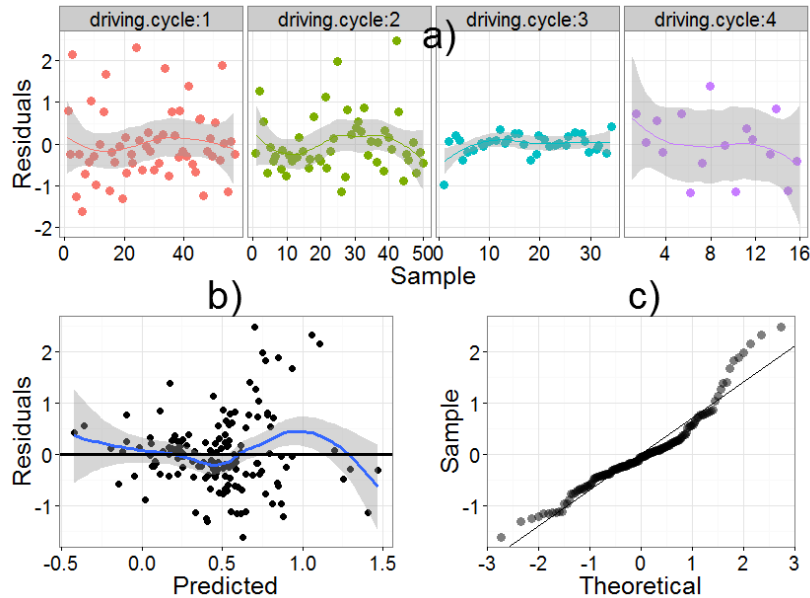 driving.cycle:1 driving.cycle:2 driving.cycle:3 driving.cycle:4
a)
Residuals
2
1
0
-1
-2
0 20 40 0 10 20 30 40 50 0 10 20 30 4 8 12 16
Sample
b) c)
Residuals
2
1
0
-1
-0.5 0.0 0.5 1.0 1.5
Predicted
Sample
2
1
0
-1
-3 -2 -1 0 1 2 3
Theoretical